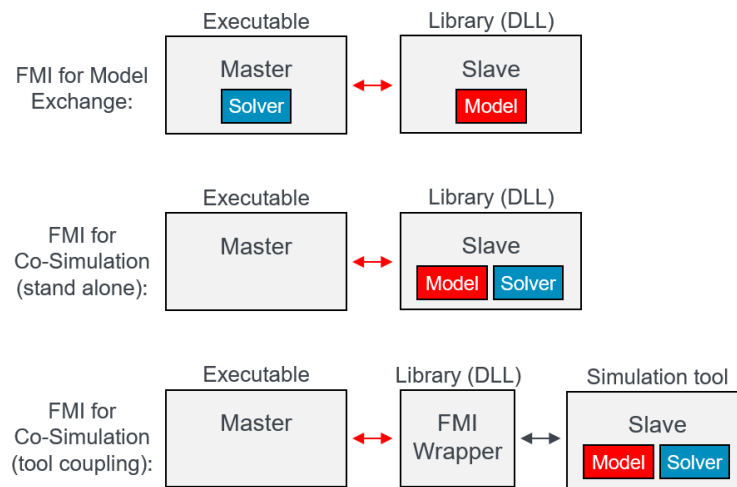 Executable
Library (DLL)
FMI for Model
Exchange:
Master
Solver
Slave
Model
Executable
Library (DLL)
FMI for
Co-Simulation
(stand alone):
Master
Slave
Model
Solver
Executable
Library (DLL)
Simulation tool
FMI for
Co-Simulation
(tool coupling):
Master
FMI
Wrapper
Slave
Model
Solver